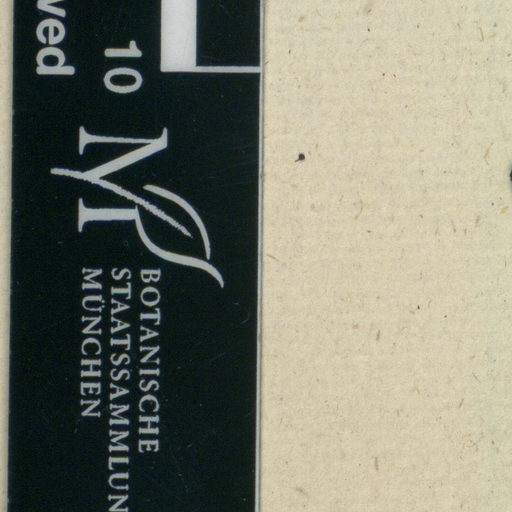 ved
10
M
BOTANISCHE
STAATSSAMMLUN
MÜNCHEN